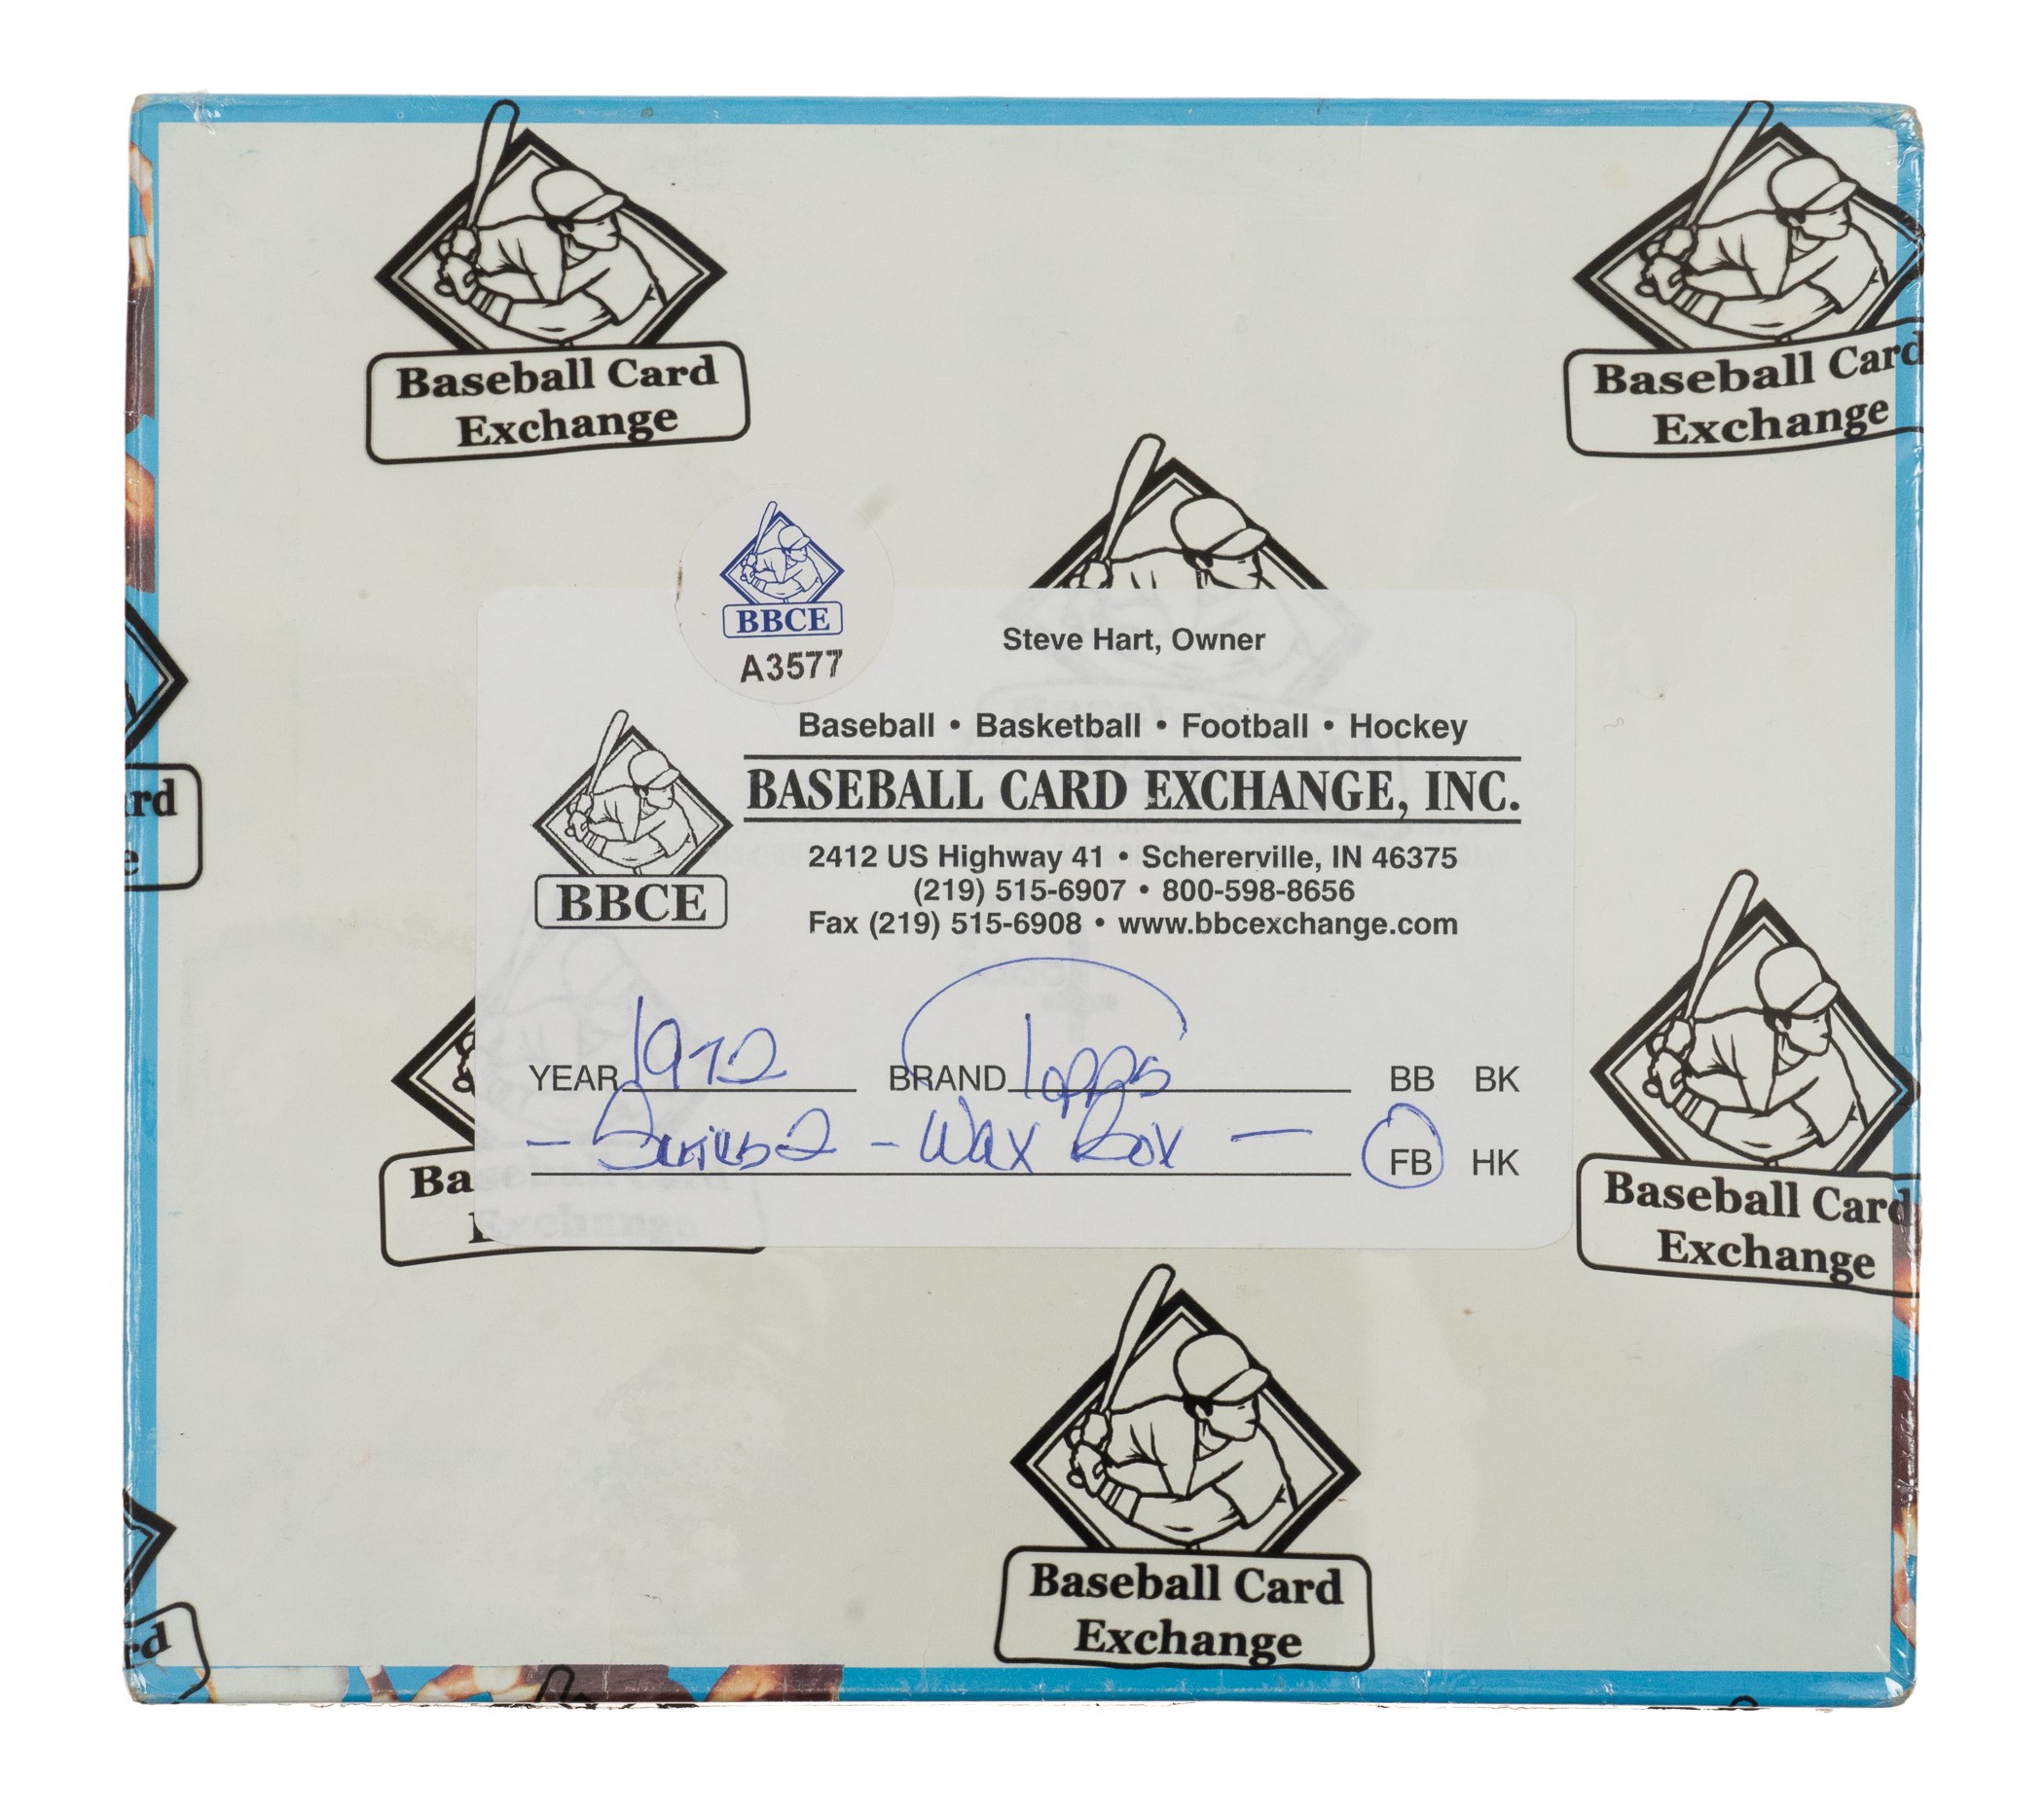 Baseball Card
Exchange
Baseball Card
Exchange
BBCE
A3577
Steve Hart, Owner
Baseball • Basketball • Football • Hockey
BASEBALL CARD EXCHANGE, INC.
2412 US Highway 41 • Schererville, IN 46375
(219) 515-6907 • 800-598-8656
Fax (219) 515-6908 • www.bbcexchange.com
BBCE
rd
e
YEAR 1972 BRAND Topps BB BK
- Series 2 - Wax Box - FB HK
Ba
Baseball Card
Exchange
Baseball Card
Exchange
rd